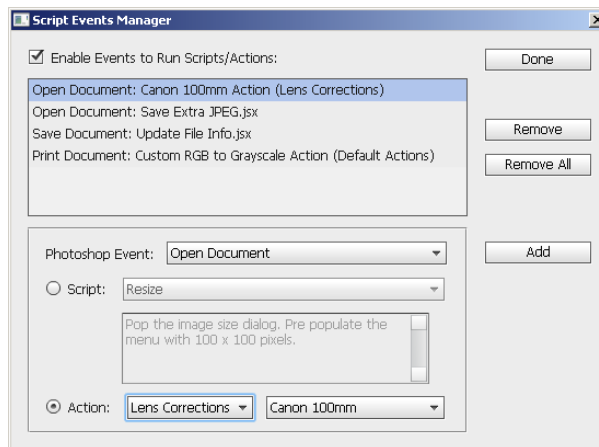 Script Events Manager
Enable Events to Run Scripts/Actions:
Done
Open Document: Canon 100mm Action (Lens Corrections)
Open Document: Save Extra JPEG.jsx
Save Document: Update File Info.jsx
Print Document: Custom RGB to Grayscale Action (Default Actions)
Remove
Remove All
Photoshop Event: Open Document
Add
Script: Resize
Pop the image size dialog. Pre populate the
menu with 100 x 100 pixels.
Action: Lens Corrections Canon 100mm